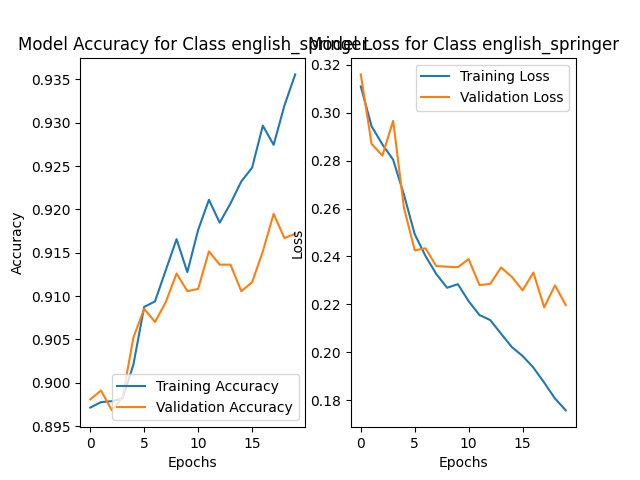 Model Accuracy for Class english_springer
Model Loss for Class english_springer
0.935
0.930
0.925
0.920
0.915
0.910
0.905
0.900
0.895
Accuracy
Training Accuracy
Validation Accuracy
0
5
10
15
Epochs
0.32
0.30
0.28
0.26
0.24
0.22
0.20
0.18
Loss
Training Loss
Validation Loss
0
5
10
15
Epochs